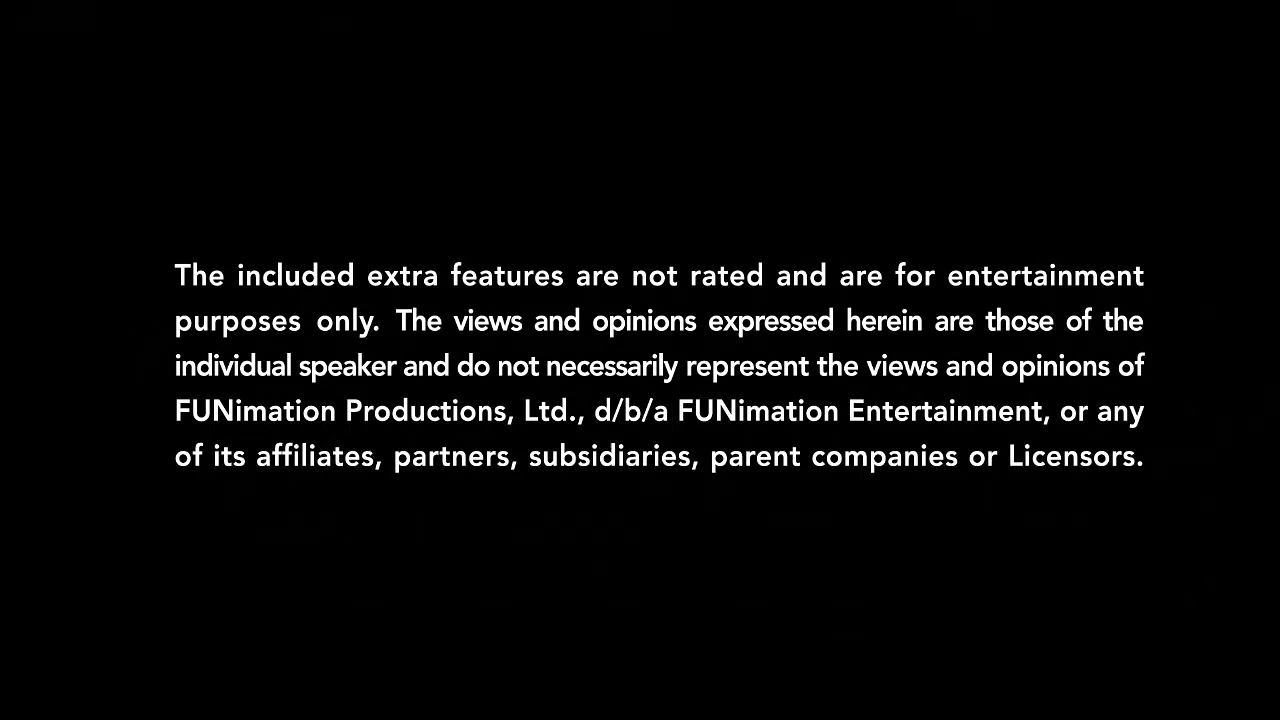 The included extra features are not rated and are for entertainment
purposes only. The views and opinions expressed herein are those of the
individual speaker and do not necessarily represent the views and opinions of
FUNimation Productions, Ltd., d/b/a FUNimation Entertainment, or any
of its affiliates, partners, subsidiaries, parent companies or Licensors.